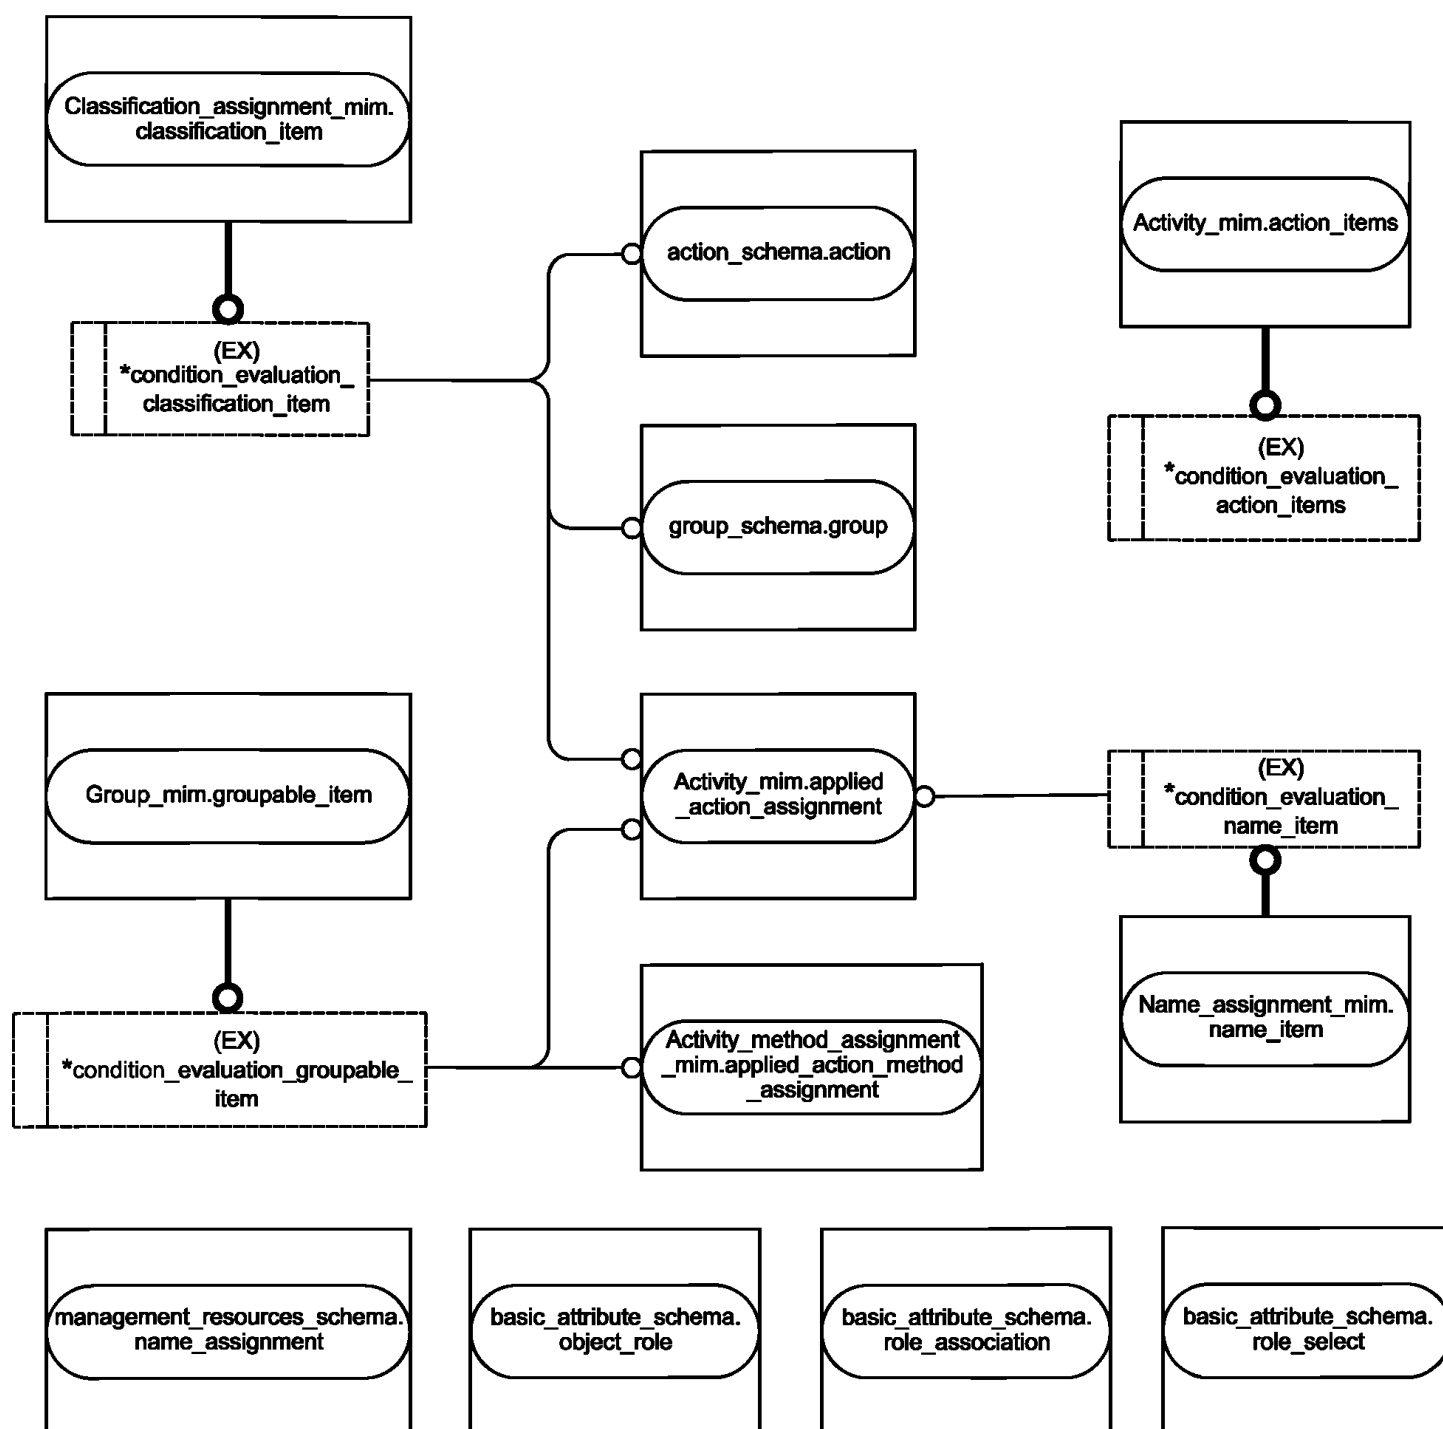 Classification_assignment_mim.
classification_item
(EX)
*condition_evaluation_
classification_item
action_schema.action
group_schema.group
Activity_mim.action_items
(EX)
*condition_evaluation_
action_items
Group_mim.groupable_item
(EX)
*condition_evaluation_groupable_
item
Activity_mim.applied
_action_assignment
Activity_method_assignment
_mim.applied_action_method
_assignment
(EX)
*condition_evaluation_
name_item
Name_assignment_mim.
name_item
management_resources_schema.
name_assignment
basic_attribute_schema.
object_role
basic_attribute_schema.
role_association
basic_attribute_schema.
role_select